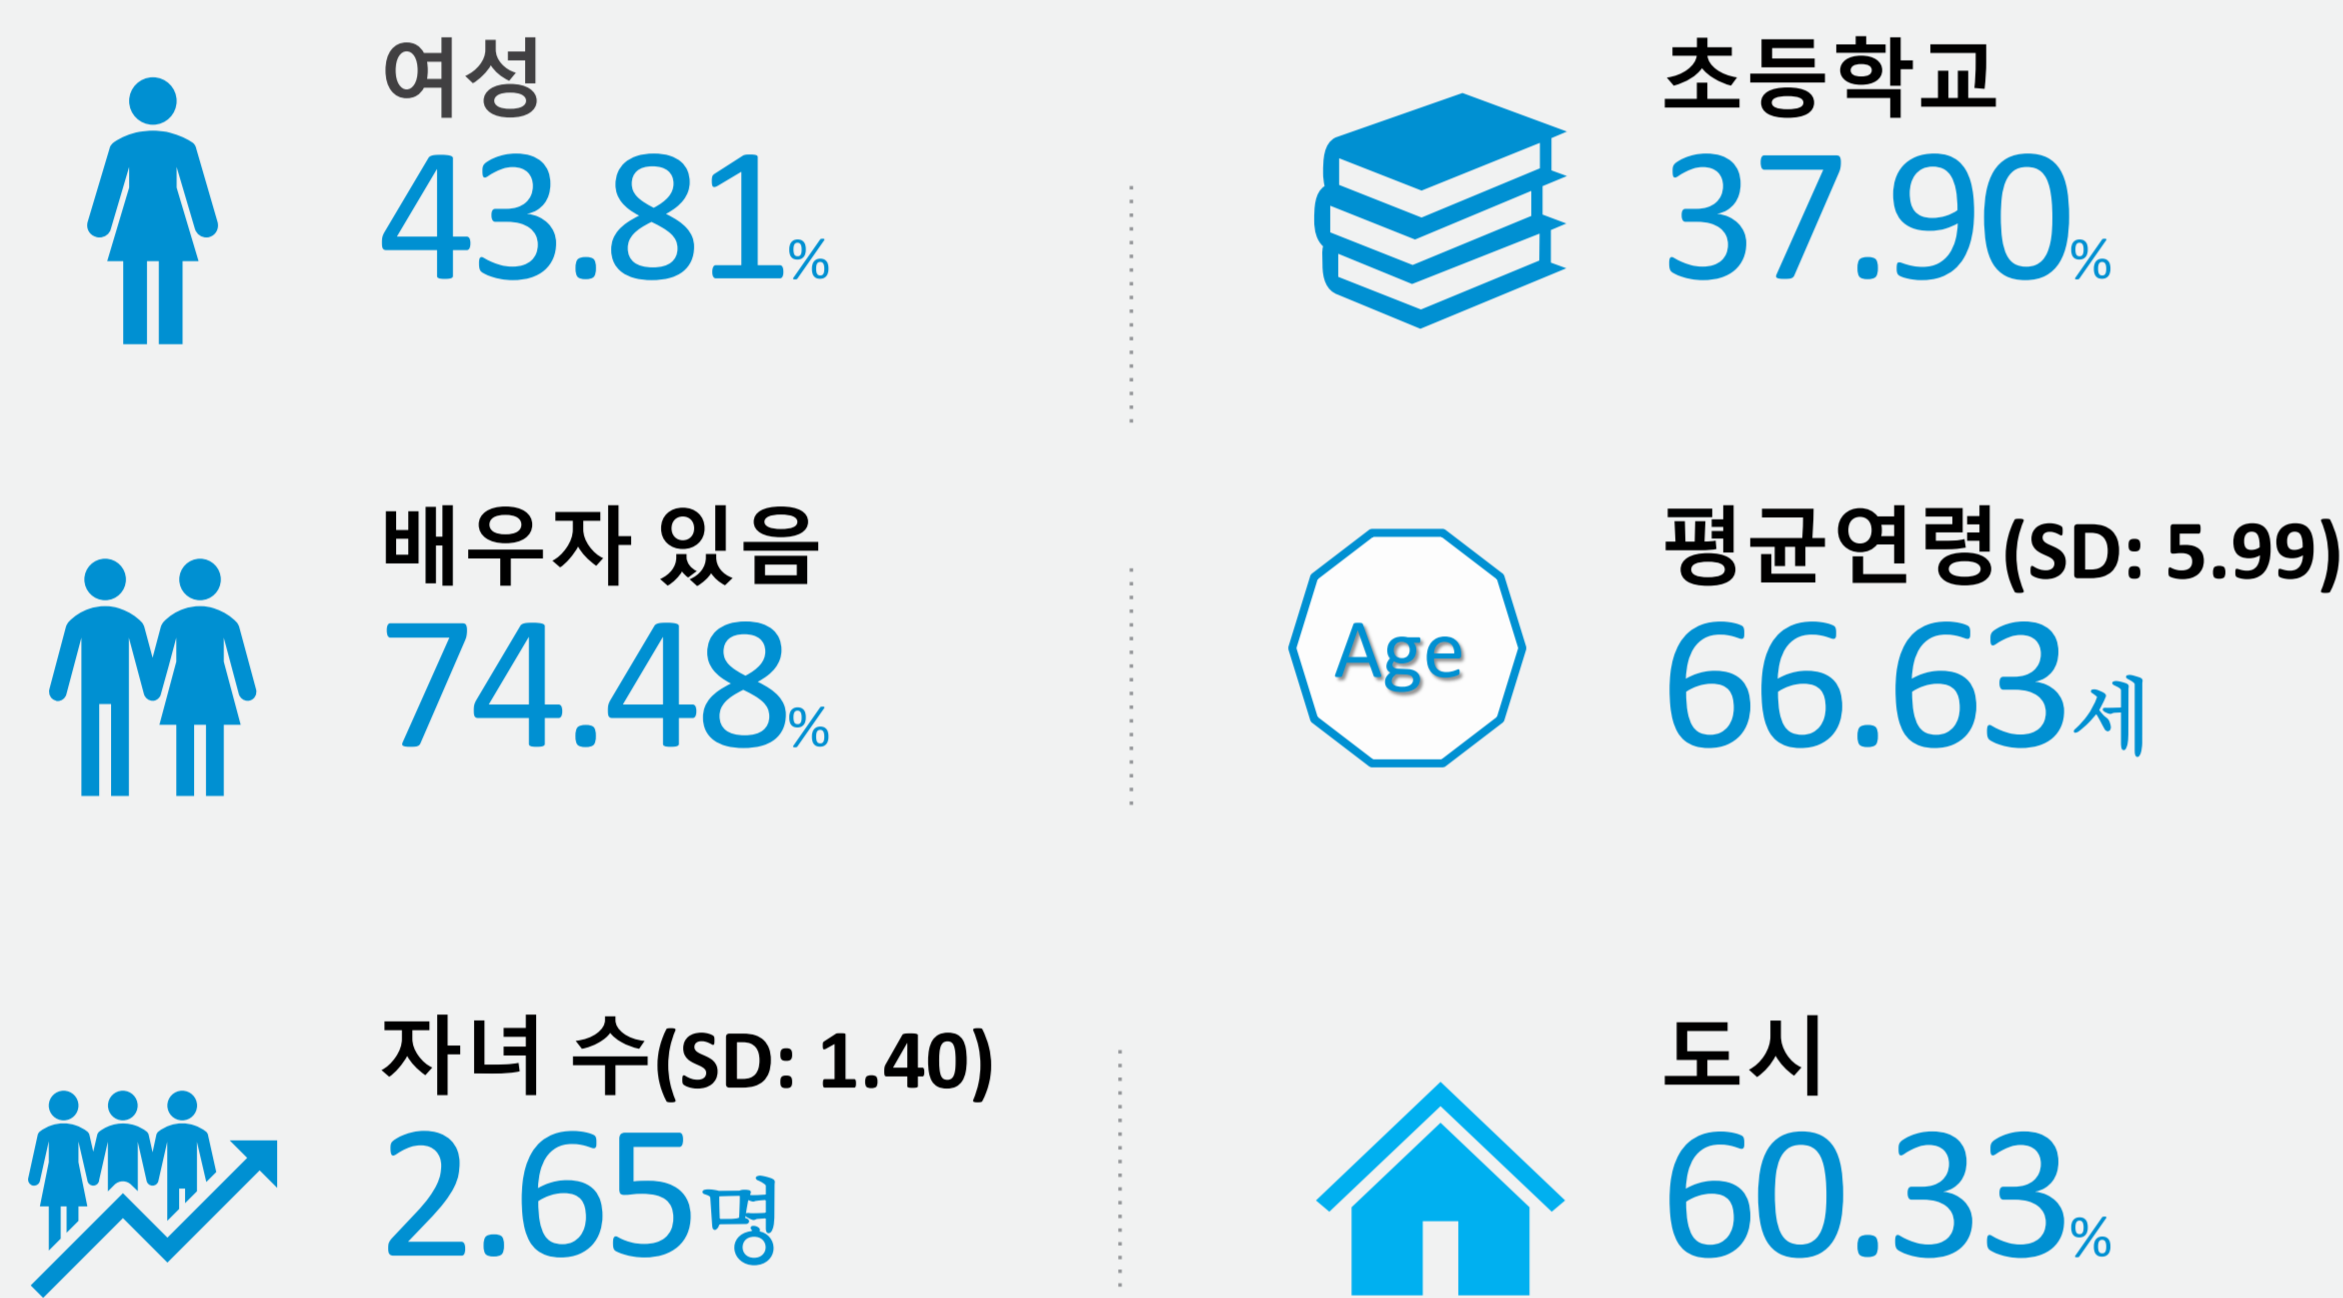 여성
43.81%
초등학교
37.90%
배우자 있음
74.48%
Age
평균연령(SD: 5.99)
66.63세
자녀 수(SD: 1.40)
2.65명
도시
60.33%